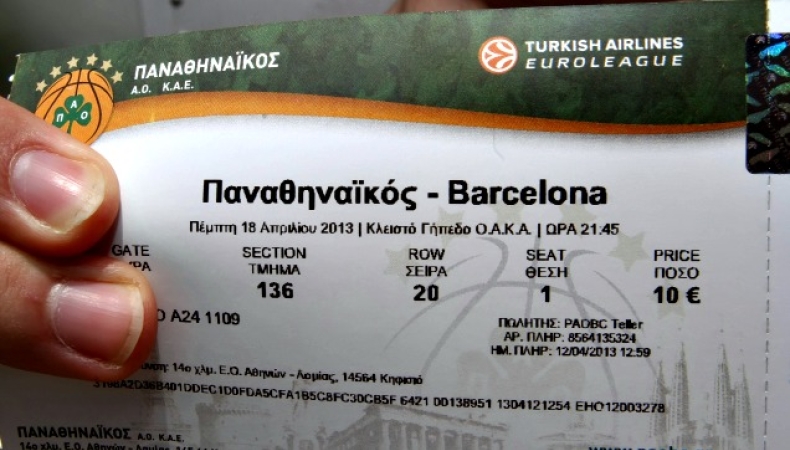 ΠΑΝΑΘΗΝΑΪΚΟΣ
Α.Ο. Κ.Α.Ε.
TURKISH AIRLINES
EUROLEAGUE
Π Α Ο
Παναθηναϊκός - Barcelona
Πέμπτη 18 Απριλίου 2013 | Κλειστό Γήπεδο Ο.Α.Κ.Α. | ΩΡΑ 21:45
GATE SECTION ROW SEAT PRICE
ΤΜΗΜΑ ΣΕΙΡΑ ΘΕΣΗ ΠΟΣΟ
136 20 1 10 €
A24 1109
ΠΩΛΗΤΗΣ: PAOBC Teller
ΑΡ. ΠΛΗΡ: 8564135324
ΗΜ. ΠΛΗΡ: 12/04/2013 12:59
14ο χλμ. Ε.Ο. Αθηνών - Λαμίας, 14564 Κηφισιά
3198A2D36B401DDEC1D0FDA5CFA1B5C8FC30CB5F 6421 00138951 1304121254 EHO12003278
ΠΑΝΑΘΗΝΑΪΚΟΣ Α.Ο. Κ.Α.Ε.